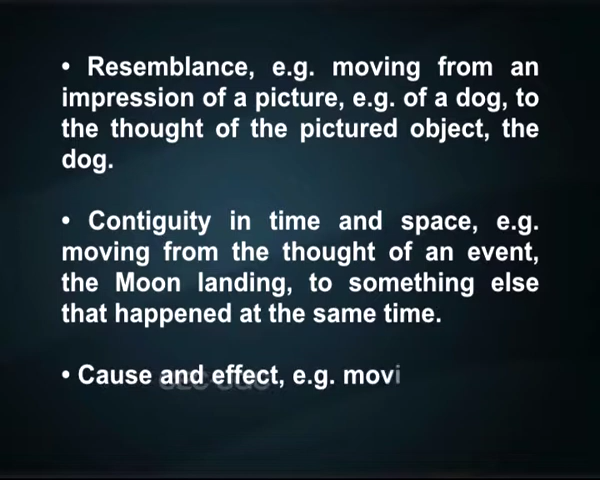 • Resemblance, e.g. moving from an
impression of a picture, e.g. of a dog, to
the thought of the pictured object, the
dog.
• Contiguity in time and space, e.g.
moving from the thought of an event,
the Moon landing, to something else
that happened at the same time.
• Cause and effect, e.g. movi